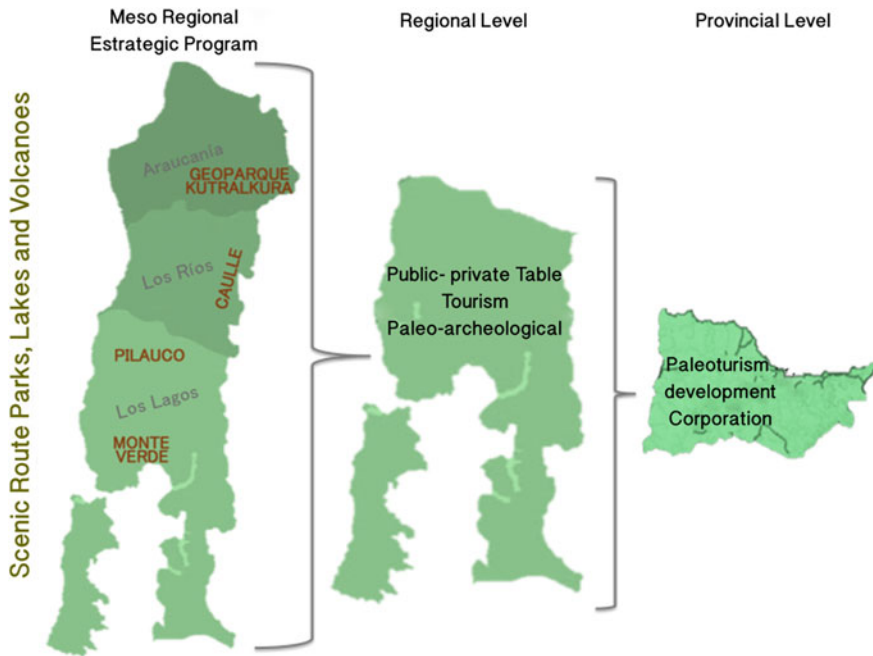 Meso Regional
Estrategic Program
Regional Level
Provincial Level
Scenic Route Parks, Lakes and Volcanoes
Araucanía
GEOPARQUE
KUTRALKURA
Los Ríos
CAULLE
PILAUCO
Los Lagos
MONTE
VERDE
Public- private Table
Tourism
Paleo-archeological
Paleoturism
development
Corporation